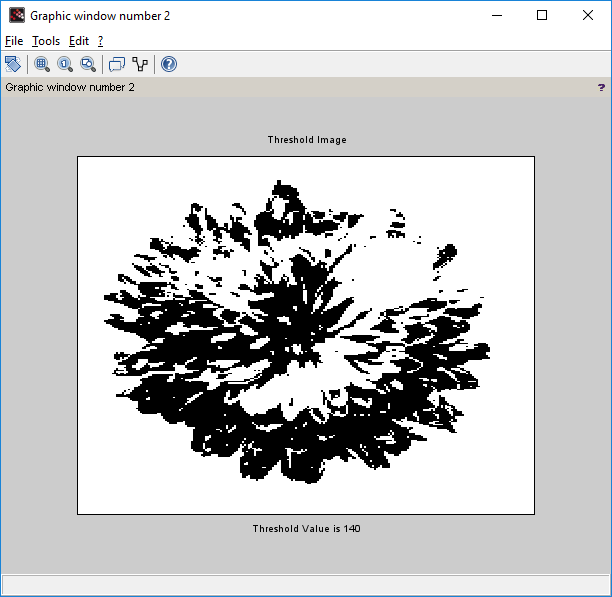 Graphic window number 2
File Tools Edit ?
Graphic window number 2 ?
Threshold Image
Threshold Value is 140